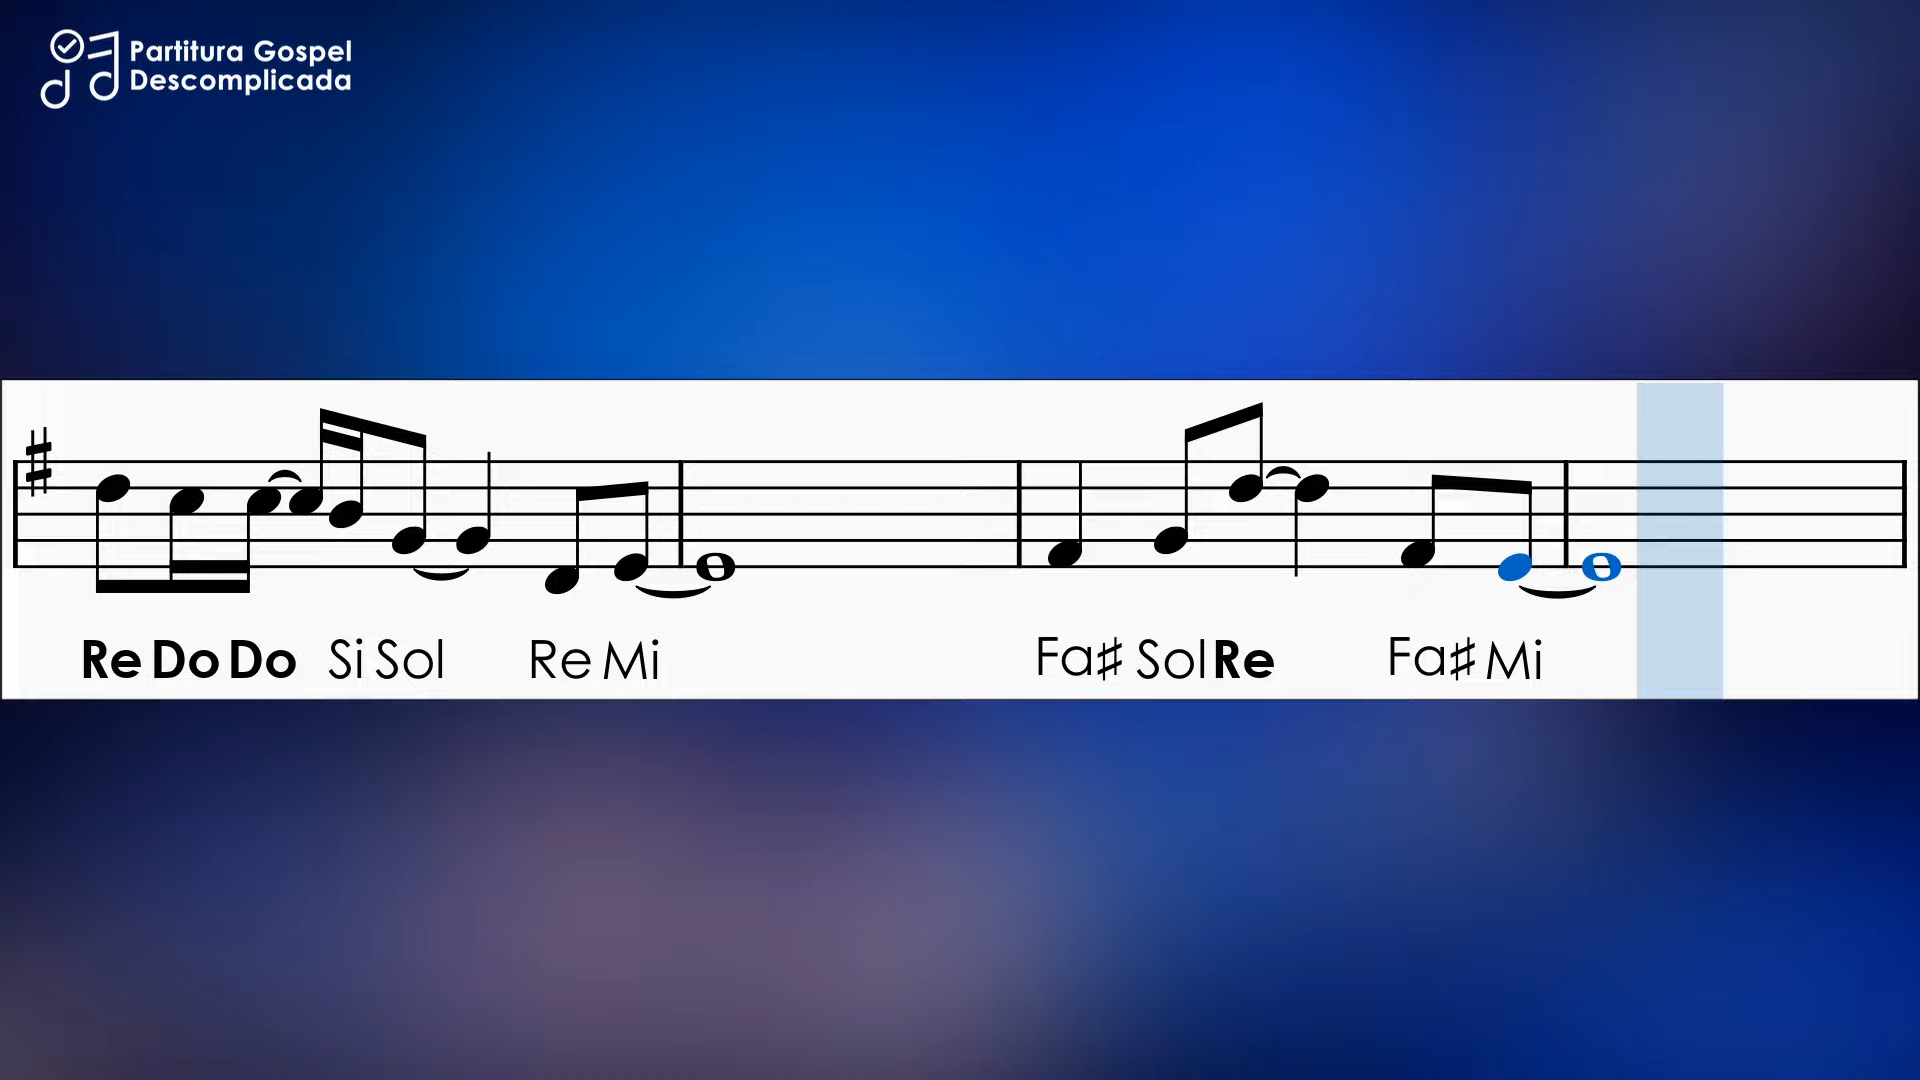 Partitura Gospel
Descomplicada
Re Do Do Si Sol Re Mi Fa♯ Sol Re Fa♯ Mi